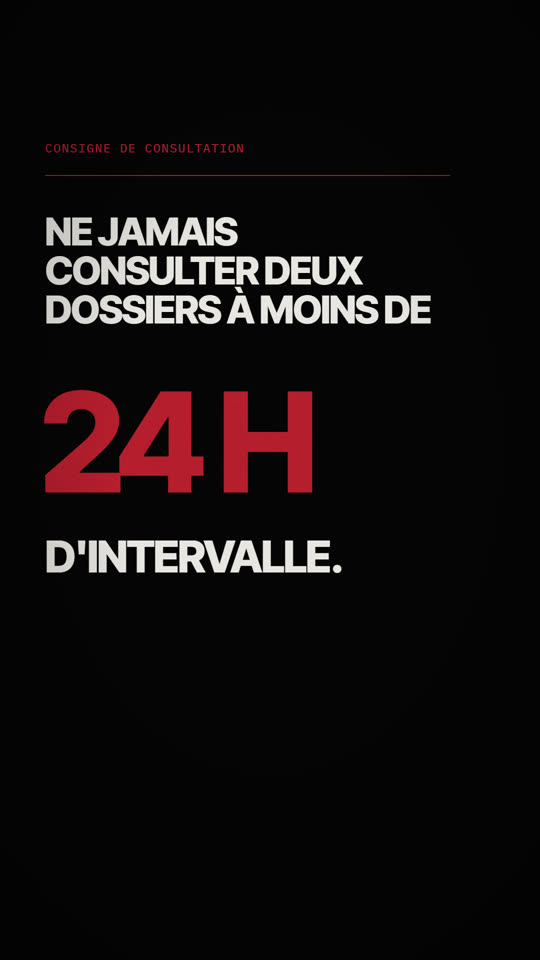 CONSIGNE DE CONSULTATION
NE JAMAIS
CONSULTER DEUX
DOSSIERS À MOINS DE
24 H
D'INTERVALLE.